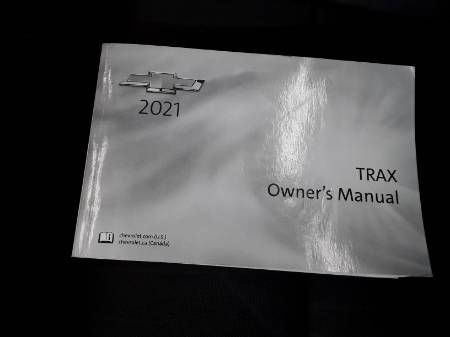 2021
TRAX
Owner's Manual
chevrolet.com (U.S.)
chevrolet.ca (Canada)